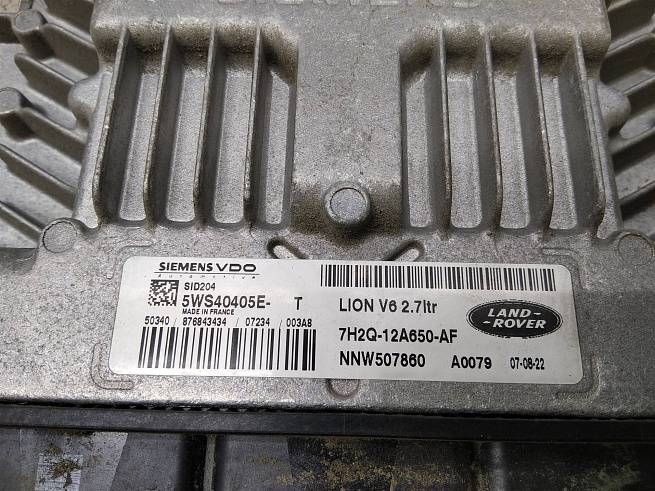 SIEMENS VDO
Automotive
SID204
5WS40405E- T
MADE IN FRANCE
50340 / 876843434 / 07234 / 003A8
LION V6 2.7ltr
7H2Q-12A650-AF
NNW507860 A0079 07-08-22
LAND-
-ROVER